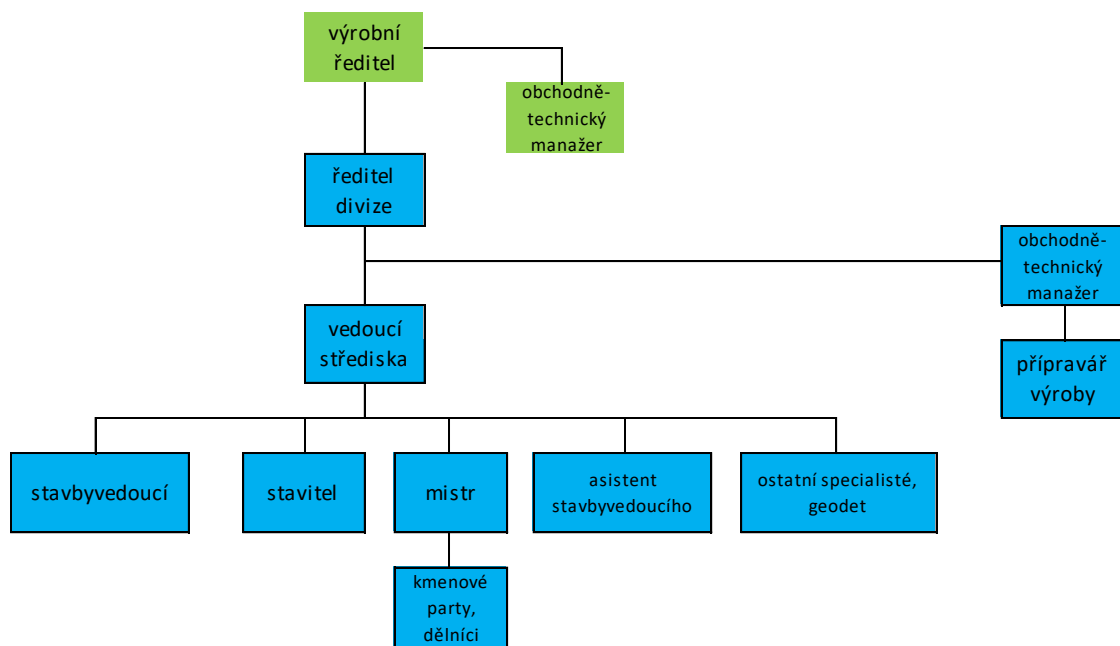 výrobní
ředitel
obchodně-
technický
manažer
ředitel
divize
obchodně-
technický
manažer
vedoucí
střediska
přípravář
výroby
stavbyvedoucí
stavitel
mistr
asistent
stavbyvedoucího
ostatní specialisté,
geodet
kmenové
party,
dělníci